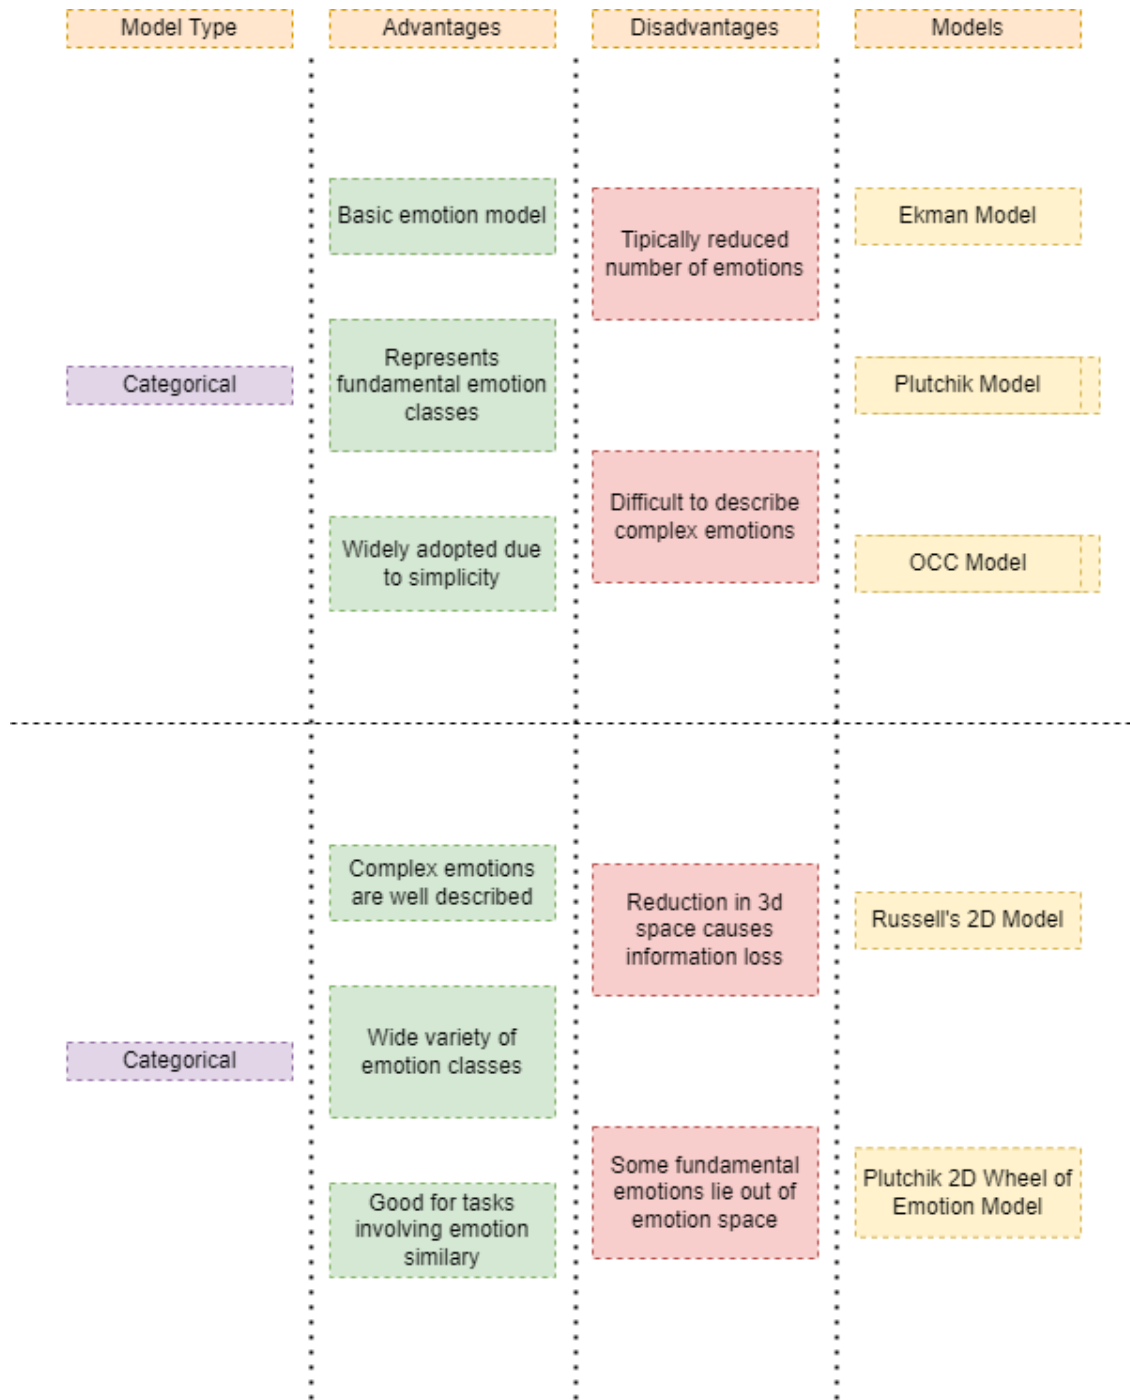 Model Type
Advantages
Disadvantages
Models
Categorical
Basic emotion model
Represents
fundamental emotion
classes
Widely adopted due
to simplicity
Tipically reduced
number of emotions
Difficult to describe
complex emotions
Ekman Model
Plutchik Model
OCC Model
Categorical
Complex emotions
are well described
Wide variety of
emotion classes
Good for tasks
involving emotion
similary
Reduction in 3d
space causes
information loss
Some fundamental
emotions lie out of
emotion space
Russell's 2D Model
Plutchik 2D Wheel of
Emotion Model